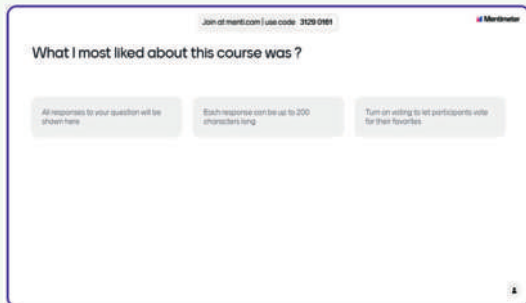 Join at menti.com | use code 3129 0161
Mentimeter
What I most liked about this course was ?
All responses to your question will be
shown here
Each response can be up to 200
characters long
Turn on voting to let participants vote
for their favorites